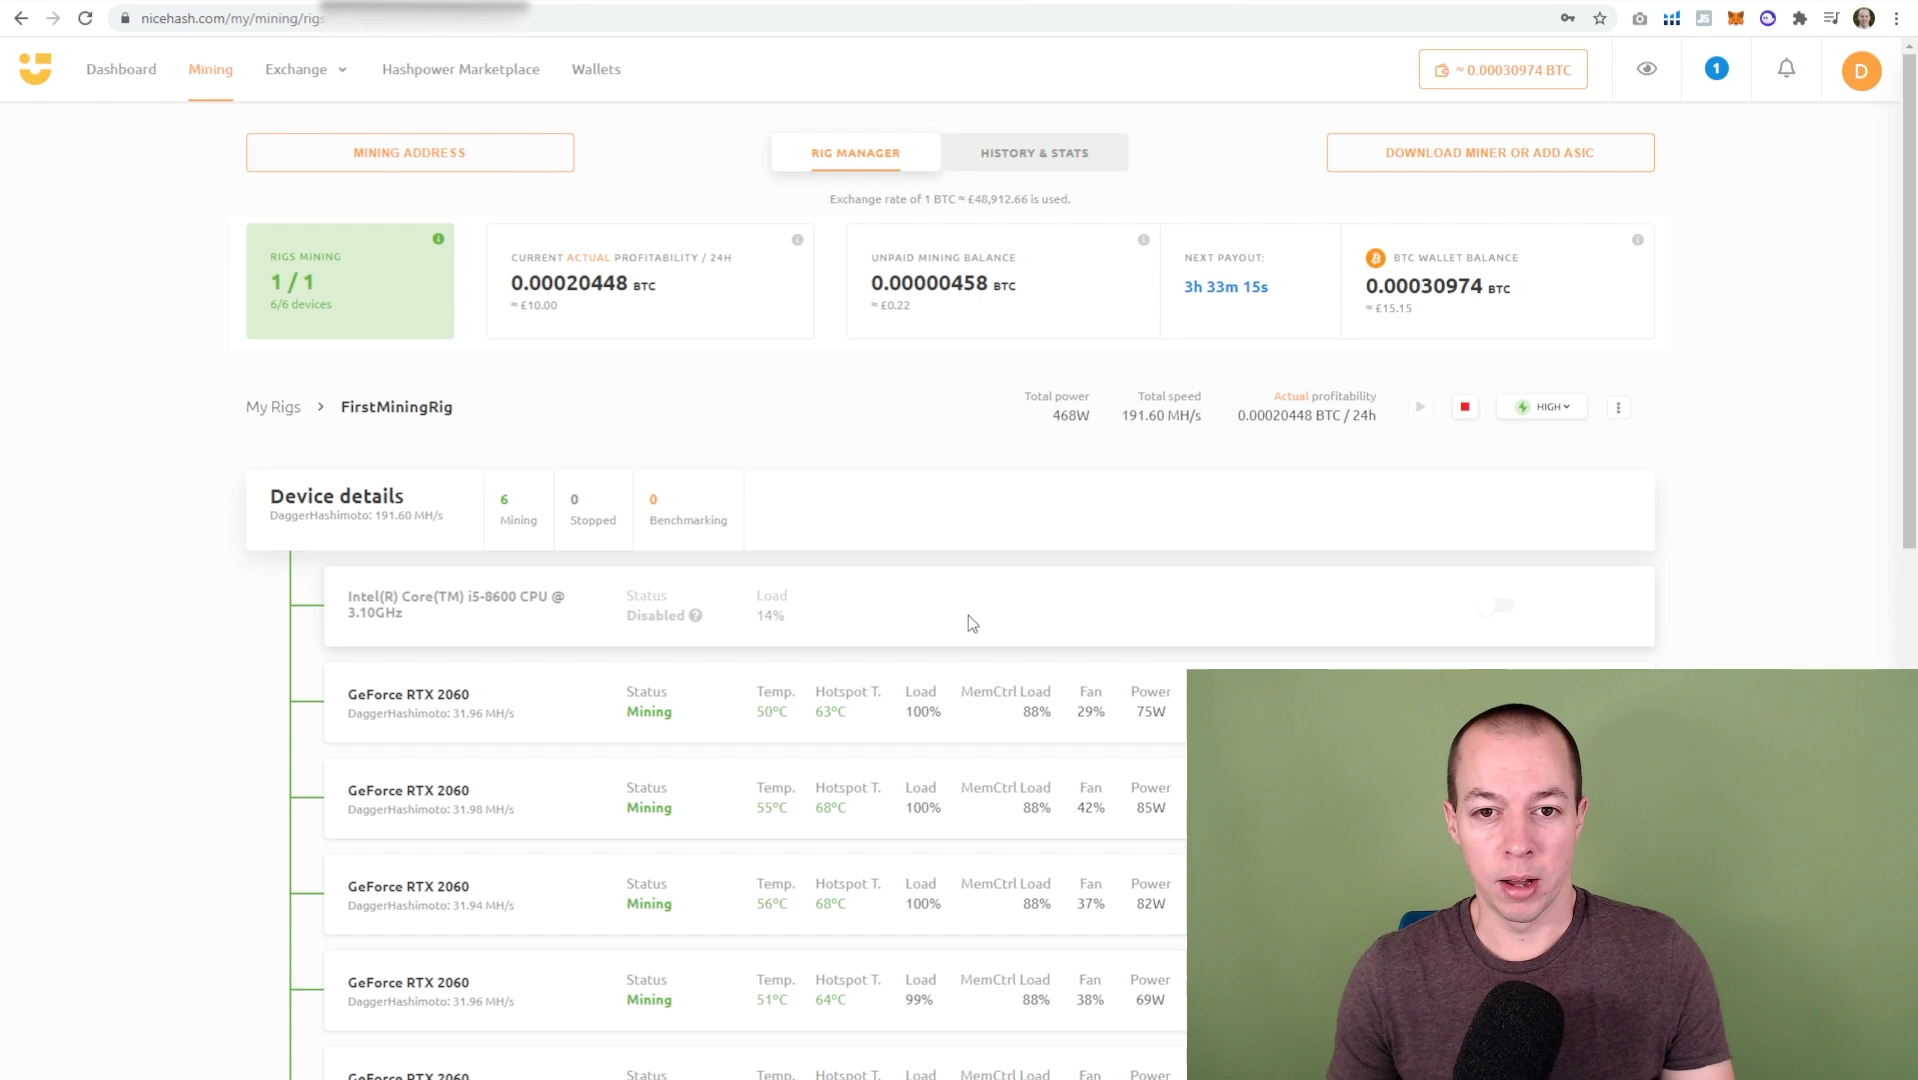 nicehash.com/my/mining/rigs
JS
Dashboard
Mining
Exchange
Hashpower Marketplace
Wallets
≈ 0.00030974 BTC
1
D
MINING ADDRESS
RIG MANAGER
HISTORY & STATS
DOWNLOAD MINER OR ADD ASIC
Exchange rate of 1 BTC ≈ £48,912.66 is used.
RIGS MINING
1 / 1
6/6 devices
CURRENT ACTUAL PROFITABILITY / 24H
0.00020448 BTC
≈ £10.00
UNPAID MINING BALANCE
0.00000458 BTC
≈ £0.22
NEXT PAYOUT:
3h 33m 15s
BTC WALLET BALANCE
0.00030974 BTC
≈ £15.15
My Rigs > FirstMiningRig
Total power
468W
Total speed
191.60 MH/s
Actual profitability
0.00020448 BTC / 24h
HIGH
Device details
DaggerHashimoto: 191.60 MH/s
6
Mining
0
Stopped
0
Benchmarking
Intel(R) Core(TM) i5-8600 CPU @
3.10GHz
Status
Disabled
Load
14%
GeForce RTX 2060
DaggerHashimoto: 31.96 MH/s
Status
Mining
Temp.
50°C
Hotspot T.
63°C
Load
100%
MemCtrl Load
88%
Fan
29%
Power
75W
GeForce RTX 2060
DaggerHashimoto: 31.98 MH/s
Status
Mining
Temp.
55°C
Hotspot T.
68°C
Load
100%
MemCtrl Load
88%
Fan
42%
Power
85W
GeForce RTX 2060
DaggerHashimoto: 31.94 MH/s
Status
Mining
Temp.
56°C
Hotspot T.
68°C
Load
100%
MemCtrl Load
88%
Fan
37%
Power
82W
GeForce RTX 2060
DaggerHashimoto: 31.96 MH/s
Status
Mining
Temp.
51°C
Hotspot T.
64°C
Load
99%
MemCtrl Load
88%
Fan
38%
Power
69W
GeForce RTX 2060
Status
Temp.
Hotspot T.
Load
MemCtrl Load
Fan
Power